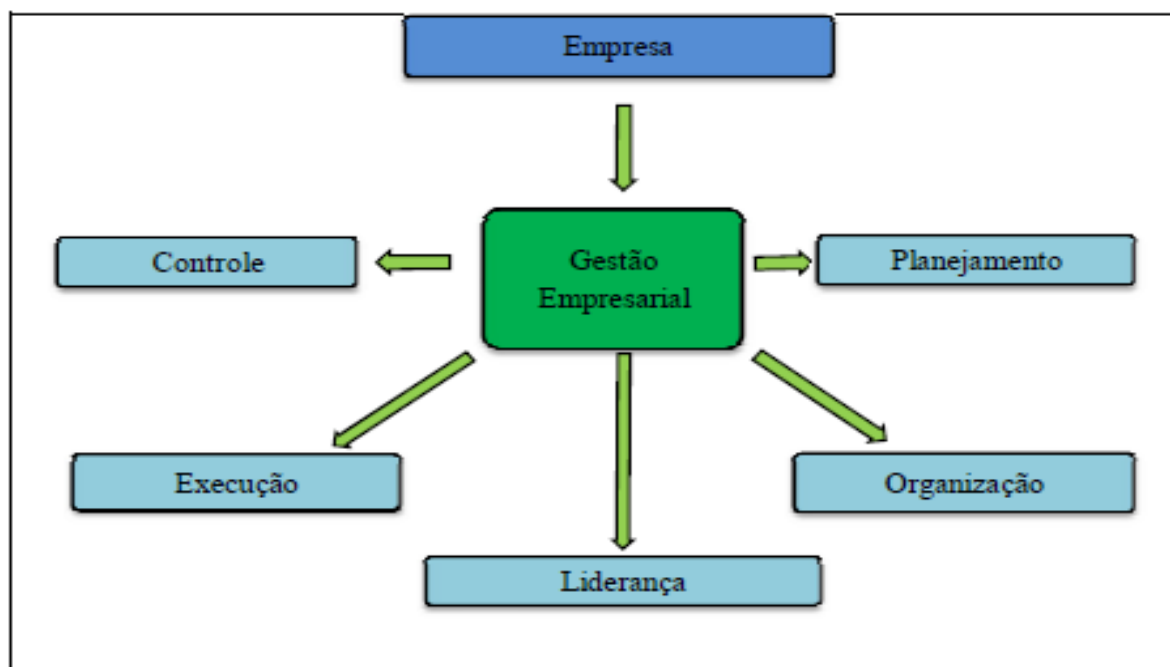 Empresa
Controle
Gestão
Empresarial
Planejamento
Execução
Organização
Liderança